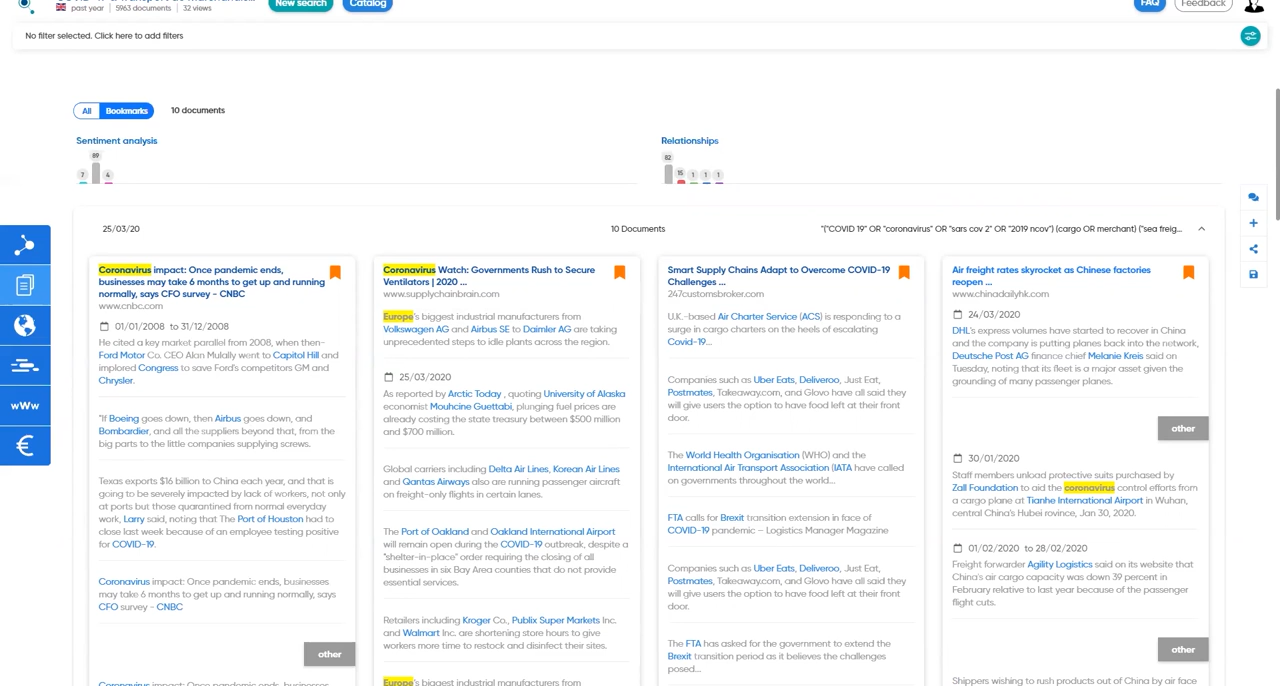 past year | 5963 documents | 32 views
New search
Catalog
FAQ
Feedback
No filter selected. Click here to add filters
All
Bookmarks
10 documents
Sentiment analysis
7
89
4
Relationships
82
15
1
1
1
25/03/20
10 Documents
"("COVID 19" OR "coronavirus" OR "sars cov 2" OR "2019 ncov") (cargo OR merchant) ("sea freig...
wWw
€
Coronavirus impact: Once pandemic ends,
businesses may take 6 months to get up and running
normally, says CFO survey - CNBC
www.cnbc.com
01/01/2008 to 31/12/2008
He cited a key market parallel from 2008, when then-
Ford Motor Co. CEO Alan Mulally went to Capitol Hill and
implored Congress to save Ford's competitors GM and
Chrysler.
"If Boeing goes down, then Airbus goes down, and
Bombardier, and all the suppliers beyond that, from the
big parts to the little companies supplying screws.
Texas exports $16 billion to China each year, and that is
going to be severely impacted by lack of workers, not only
at ports but those quarantined from normal everyday
work, Larry said, noting that The Port of Houston had to
close last week because of an employee testing positive
for COVID-19.
Coronavirus impact: Once pandemic ends, businesses
may take 6 months to get up and running normally, says
CFO survey - CNBC
other
Coronavirus impact: Once pandemic ends, businesses
Coronavirus Watch: Governments Rush to Secure
Ventilators | 2020 ...
www.supplychainbrain.com
Europe's biggest industrial manufacturers from
Volkswagen AG and Airbus SE to Daimler AG are taking
unprecedented steps to idle plants across the region.
25/03/2020
As reported by Arctic Today , quoting University of Alaska
economist Mouhcine Guettabi, plunging fuel prices are
already costing the state treasury between $500 million
and $700 million.
Global carriers including Delta Air Lines, Korean Air Lines
and Qantas Airways also are running passenger aircraft
on freight-only flights in certain lanes.
The Port of Oakland and Oakland International Airport
will remain open during the COVID-19 outbreak, despite a
"shelter-in-place" order requiring the closing of all
businesses in six Bay Area counties that do not provide
essential services.
Retailers including Kroger Co., Publix Super Markets Inc.
and Walmart Inc. are shortening store hours to give
workers more time to restock and disinfect their sites.
Europe's biggest industrial manufacturers from
Smart Supply Chains Adapt to Overcome COVID-19
Challenges ...
247customsbroker.com
U.K.-based Air Charter Service (ACS) is responding to a
surge in cargo charters on the heels of escalating
Covid-19...
Companies such as Uber Eats, Deliveroo, Just Eat,
Postmates, Takeaway.com, and Glovo have all said they
will give users the option to have food left at their front
door.
The World Health Organisation (WHO) and the
International Air Transport Association (IATA have called
on governments throughout the world...
FTA calls for Brexit transition extension in face of
COVID-19 pandemic – Logistics Manager Magazine
Companies such as Uber Eats, Deliveroo, Just Eat,
Postmates, Takeaway.com, and Glovo have all said they
will give users the option to have food left at their front
door.
The FTA has asked for the government to extend the
Brexit transition period as it believes the challenges
posed...
Air freight rates skyrocket as Chinese factories
reopen ...
www.chinadailyhk.com
24/03/2020
DHL's express volumes have started to recover in China
and the company is putting planes back into the network,
Deutsche Post AG finance chief Melanie Kreis said on
Tuesday, noting that its fleet is a major asset given the
grounding of many passenger planes.
other
30/01/2020
Staff members unload protective suits purchased by
Zall Foundation to aid the coronavirus control efforts from
a cargo plane at Tianhe International Airport in Wuhan,
central China's Hubei rovince, Jan 30, 2020.
01/02/2020 to 28/02/2020
Freight forwarder Agility Logistics said on its website that
China's air cargo capacity was down 39 percent in
February relative to last year because of the passenger
flight cuts.
other
Shippers wishing to rush products out of China by air face